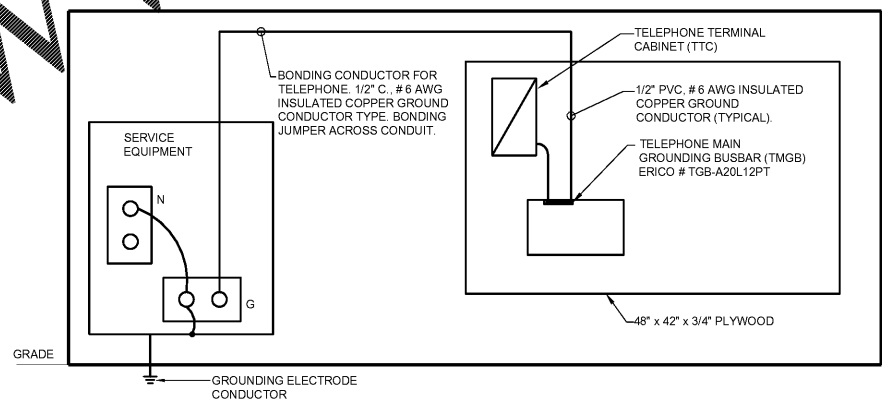 TELEPHONE TERMINAL
CABINET (TTC)
BONDING CONDUCTOR FOR
TELEPHONE. 1/2" C., # 6 AWG
INSULATED COPPER GROUND
CONDUCTOR TYPE. BONDING
JUMPER ACROSS CONDUIT.
1/2" PVC, # 6 AWG INSULATED
COPPER GROUND
CONDUCTOR (TYPICAL).
SERVICE
EQUIPMENT
TELEPHONE MAIN
GROUNDING BUSBAR (TMGB)
ERICO # TGB-A20L12PT
N
G
48" x 42" x 3/4" PLYWOOD
GRADE
GROUNDING ELECTRODE
CONDUCTOR